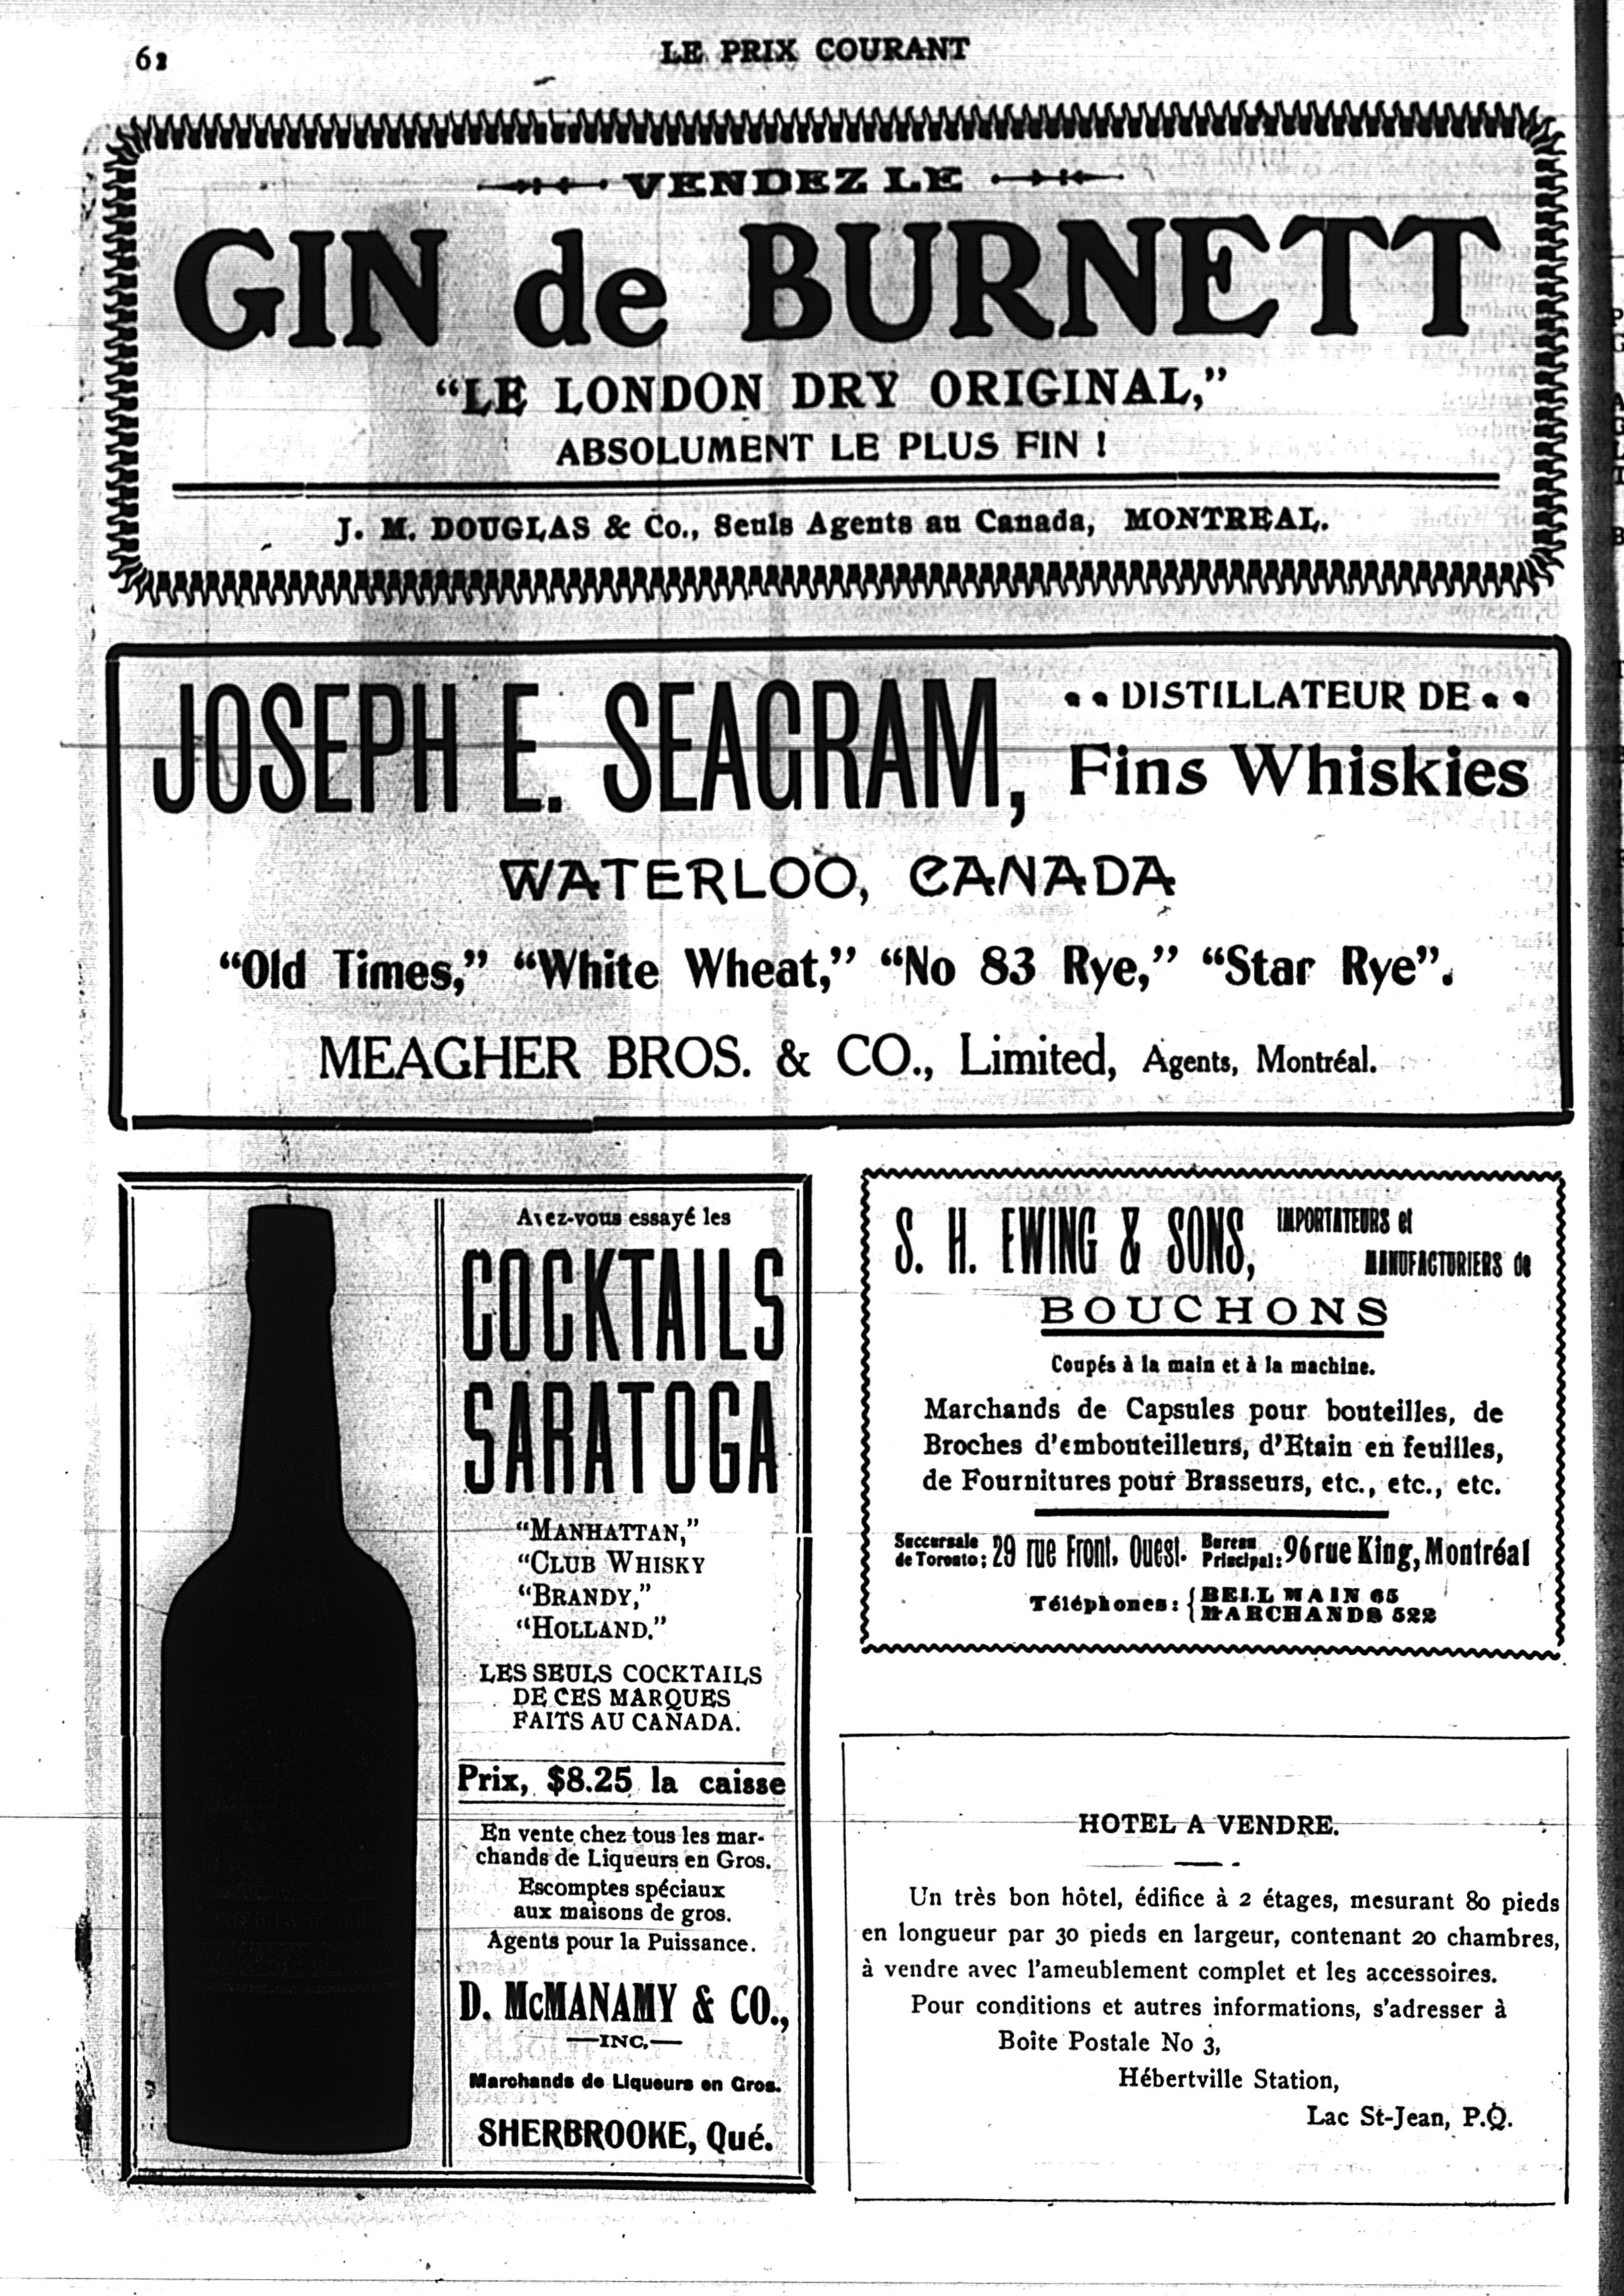 62
LE PRIX COURANT
VENDEZ LE
GIN de BURNETT
“LE LONDON DRY ORIGINAL,”
ABSOLUMENT LE PLUS FIN !
J. M. DOUGLAS & Co., Seuls Agents au Canada, MONTREAL.
JOSEPH E. SEAGRAM,
DISTILLATEUR DE
Fins Whiskies
WATERLOO, CANADA
“Old Times,” “White Wheat,” “No 83 Rye,” “Star Rye”.
MEAGHER BROS. & CO., Limited, Agents, Montréal.
Avez-vous essayé les
COCKTAILS
SARATOGA
“MANHATTAN,”
“CLUB WHISKY
“BRANDY,”
“HOLLAND.”
LES SEULS COCKTAILS
DE CES MARQUES
FAITS AU CANADA.
Prix, $8.25 la caisse
En vente chez tous les mar-
chands de Liqueurs en Gros.
Escomptes spéciaux
aux maisons de gros.
Agents pour la Puissance.
D. McMANAMY & CO.,
—INC,—
Marchands de Liqueurs en Gros.
SHERBROOKE, Qué.
S. H. EWING & SONS,
IMPORTATEURS et
MANUFACTURIERS de
BOUCHONS
Coupés à la main et à la machine.
Marchands de Capsules pour bouteilles, de
Broches d'embouteilleurs, d'Etain en feuilles,
de Fournitures pour Brasseurs, etc., etc., etc.
Succursale de Toronto; 29 rue Front, Ouest. Bureau Principal: 96 rue King, Montréal
Téléphones: { BELL MAIN 65
MARCHANDS 522
HOTEL A VENDRE.
Un très bon hôtel, édifice à 2 étages, mesurant 80 pieds
en longueur par 30 pieds en largeur, contenant 20 chambres,
à vendre avec l'ameublement complet et les accessoires.
Pour conditions et autres informations, s'adresser à
Boite Postale No 3,
Hébertville Station,
Lac St-Jean, P.Q.